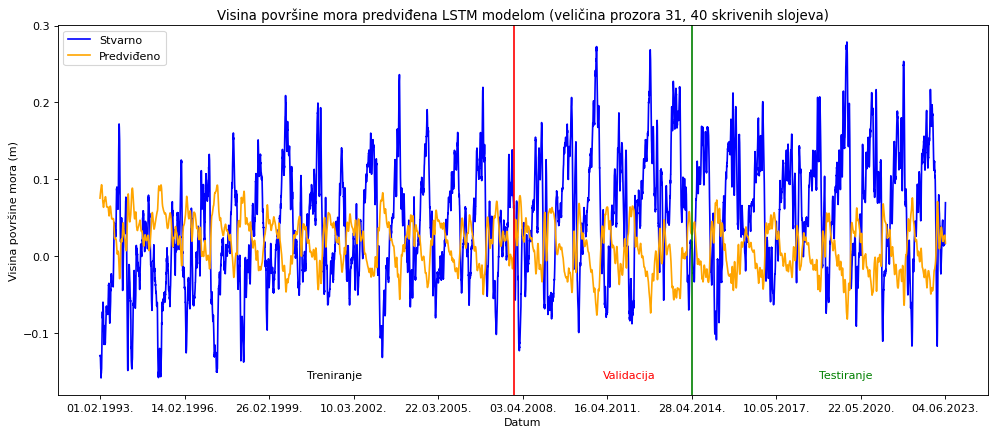 Visina površine mora predviđena LSTM modelom (veličina prozora 31, 40 skrivenih slojeva)
Stvarno
Predviđeno
Visina površine mora (m)
0.3
0.2
0.1
0.0
−0.1
Treniranje
Validacija
Testiranje
01.02.1993.
14.02.1996.
26.02.1999.
10.03.2002.
22.03.2005.
03.04.2008.
16.04.2011.
28.04.2014.
10.05.2017.
22.05.2020.
04.06.2023.
Datum